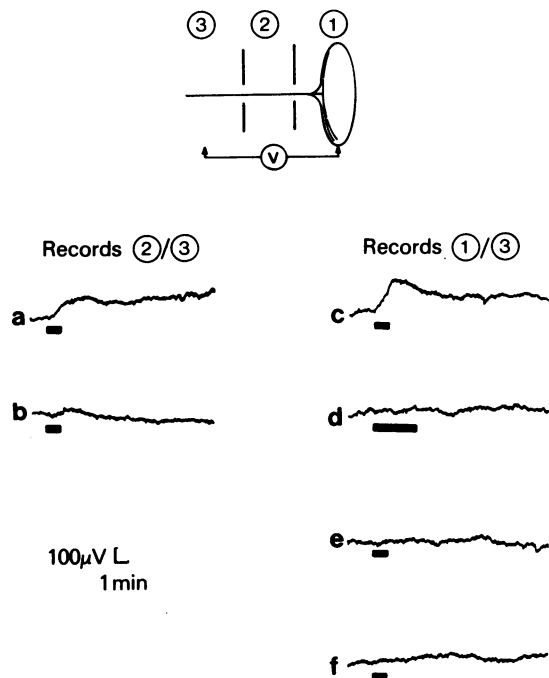 ③ ② ①
V
Records ②/③
Records ①/③
a
c
b
d
e
100μV
1 min
f